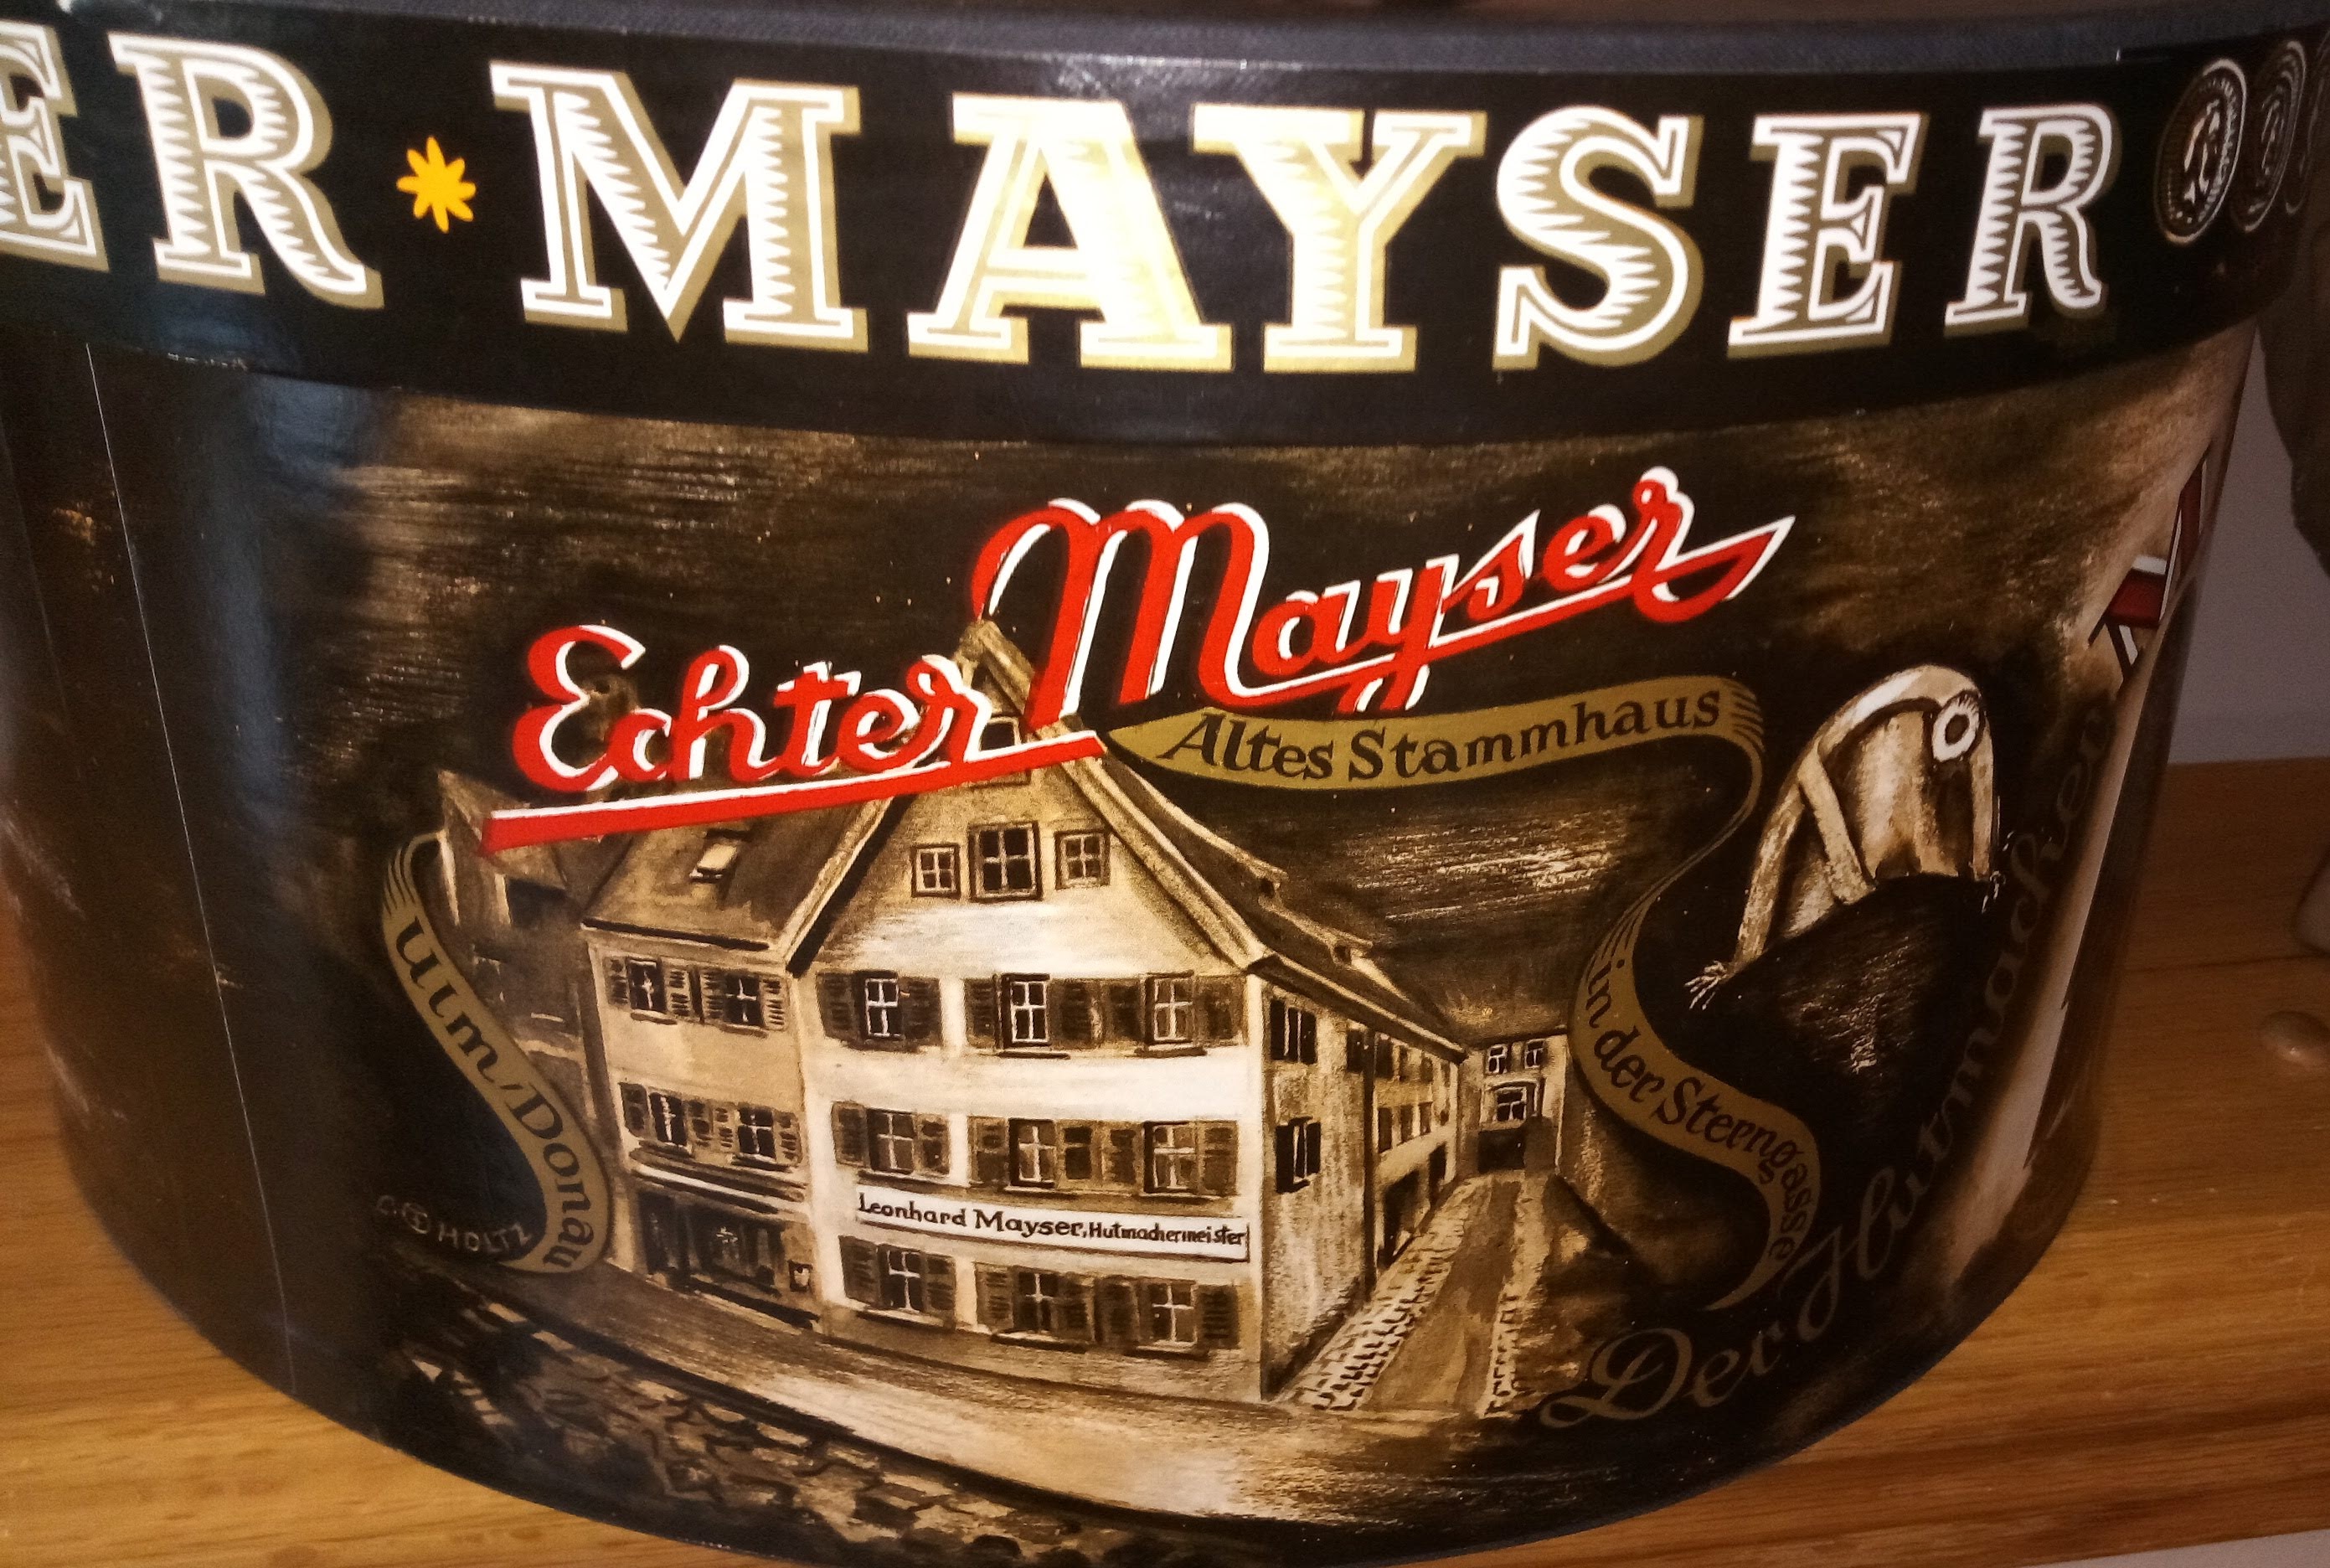 ER * MAYSER
Echter Mayser
Altes Stammhaus
in der Sterngasse
Ulm/Donau
Leonhard Mayser, Hutmachermeister
HOLTZ
Der Hutmacher